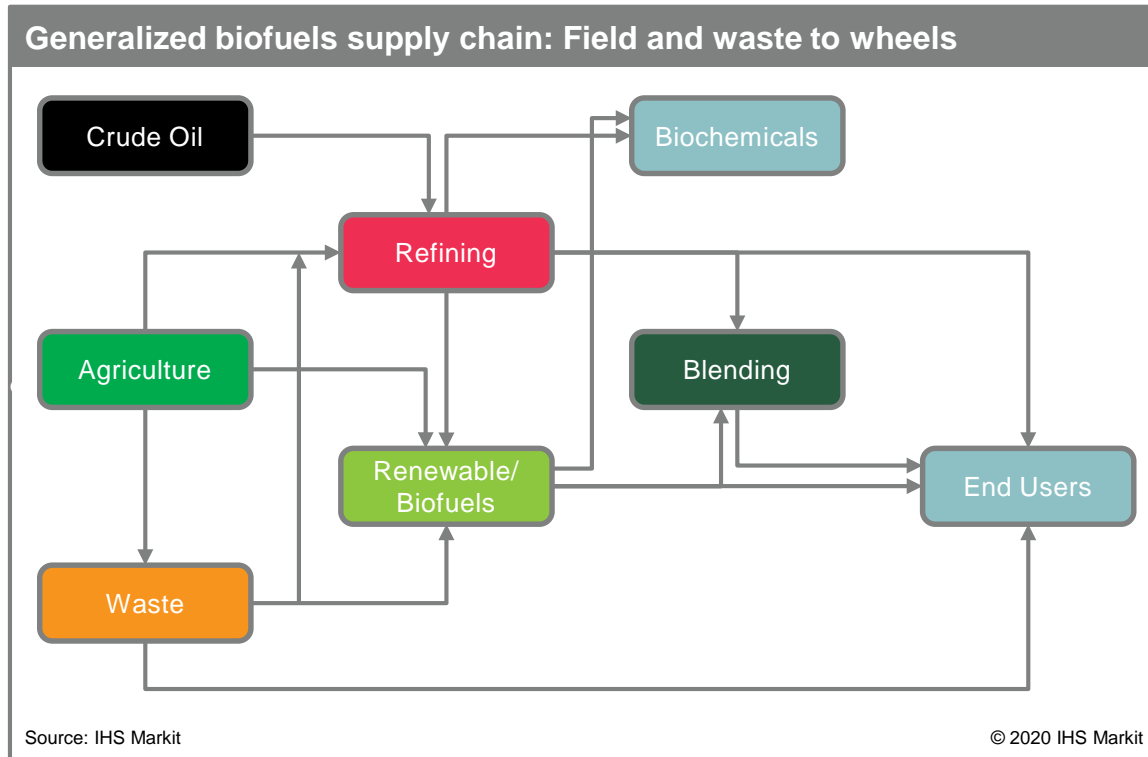 Generalized biofuels supply chain: Field and waste to wheels
Crude Oil
Biochemicals
Refining
Agriculture
Blending
Renewable/
Biofuels
End Users
Waste
Source: IHS Markit
© 2020 IHS Markit